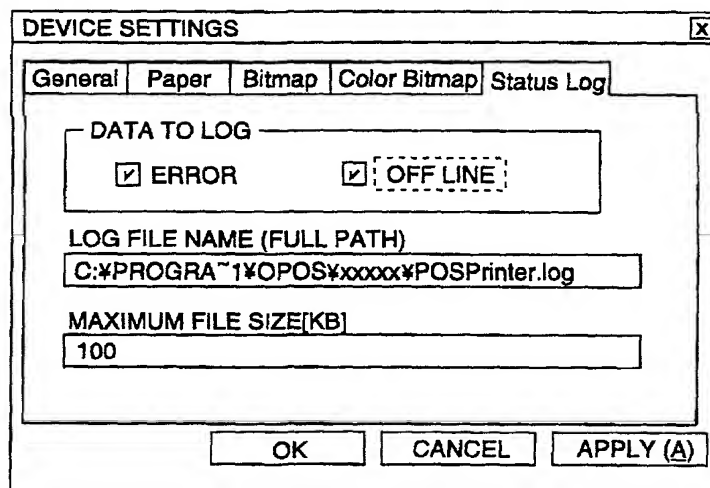 DEVICE SETTINGS X
General Paper Bitmap Color Bitmap Status Log
DATA TO LOG
ERROR OFF LINE
LOG FILE NAME (FULL PATH)
C:¥PROGRA~1¥OPOS¥xxxxx¥POSPrinter.log
MAXIMUM FILE SIZE[KB]
100
OK CANCEL APPLY (A)